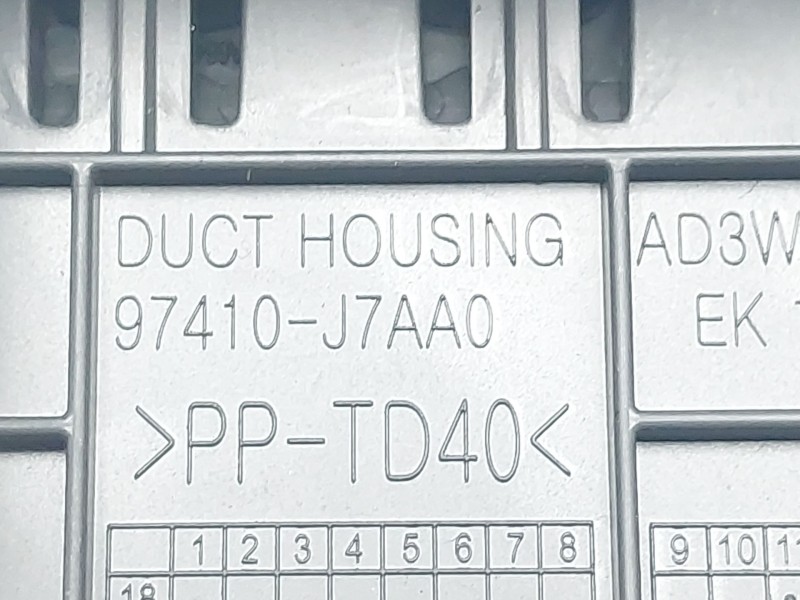 DUCT HOUSING
97410-J7AA0
>PP-TD40<
1 2 3 4 5 6 7 8
18
AD3W
EK
9 10 11